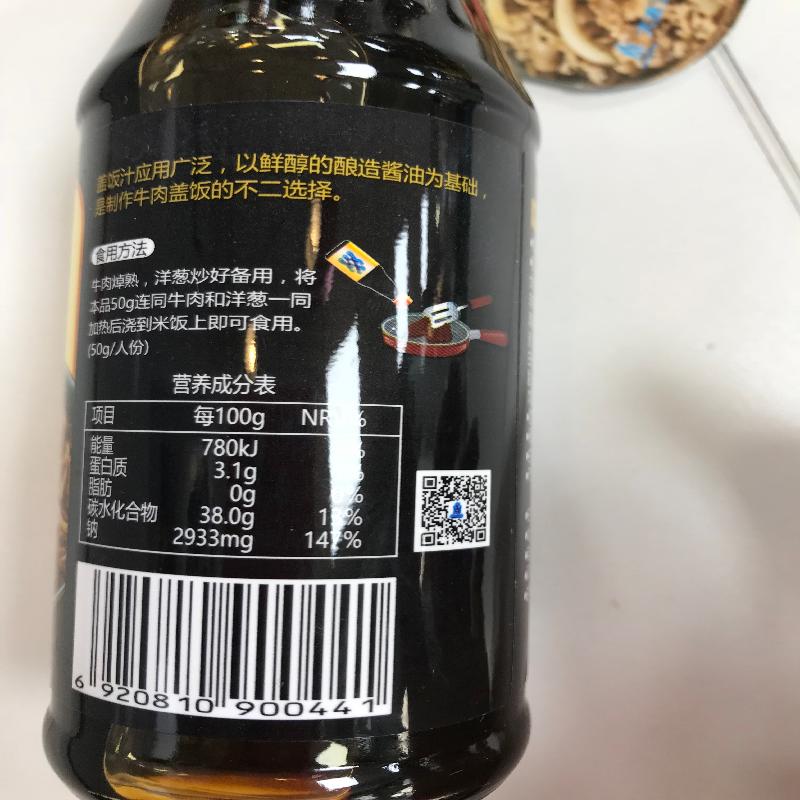 盖饭汁应用广泛，以鲜醇的酿造酱油为基础，
是制作牛肉盖饭的不二选择。
食用方法
牛肉焯熟，洋葱炒好备用，将
本品50g连同牛肉和洋葱一同
加热后浇到米饭上即可食用。
(50g/人份)
营养成分表
项目 每100g
能量 780kJ
蛋白质 3.1g
脂肪 0g
碳水化合物 38.0g
钠 2933mg 147%
6 920810 900441